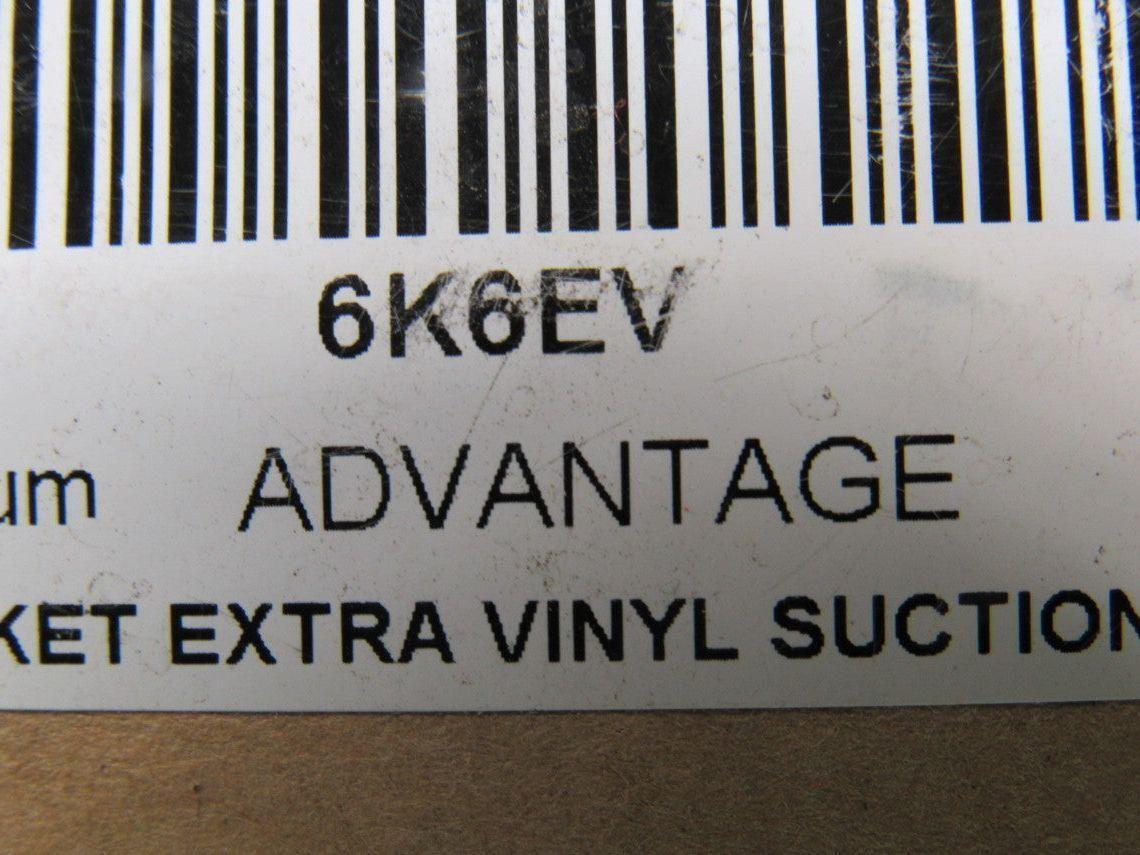 6K6EV
um ADVANTAGE
KET EXTRA VINYL SUCTION